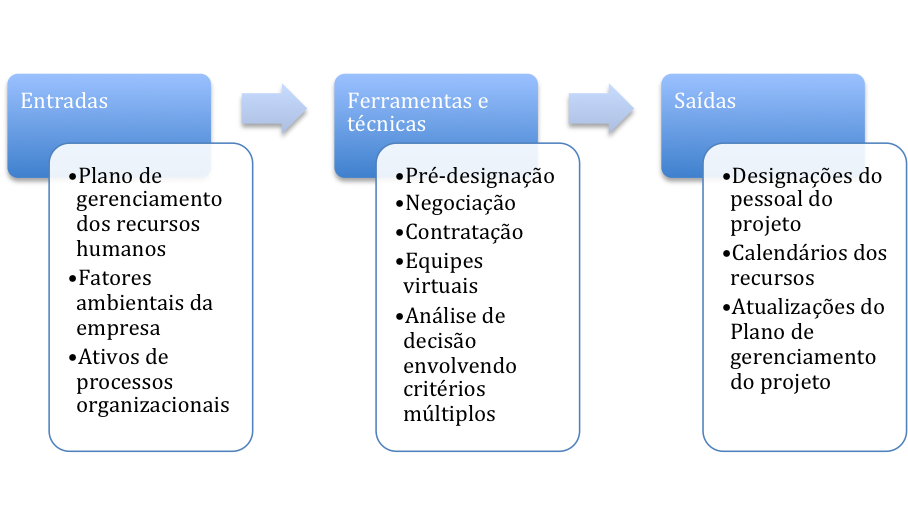 Entradas
•Plano de
gerenciamento
dos recursos
humanos
•Fatores
ambientais da
empresa
•Ativos de
processos
organizacionais
Ferramentas e
técnicas
•Pré-designação
•Negociação
•Contratação
•Equipes
virtuais
•Análise de
decisão
envolvendo
critérios
múltiplos
Saídas
•Designações do
pessoal do
projeto
•Calendários dos
recursos
•Atualizações do
Plano de
gerenciamento
do projeto